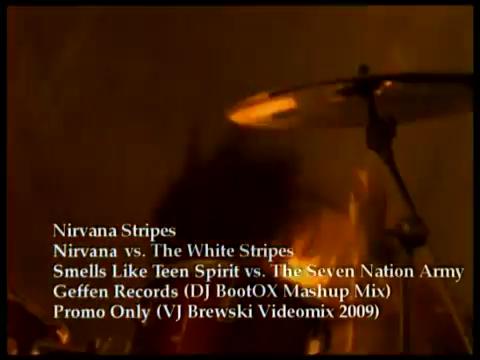 Nirvana Stripes
Nirvana vs. The White Stripes
Smells Like Teen Spirit vs. The Seven Nation Army
Geffen Records (DJ BootOX Mashup Mix)
Promo Only (VJ Brewski Videomix 2009)